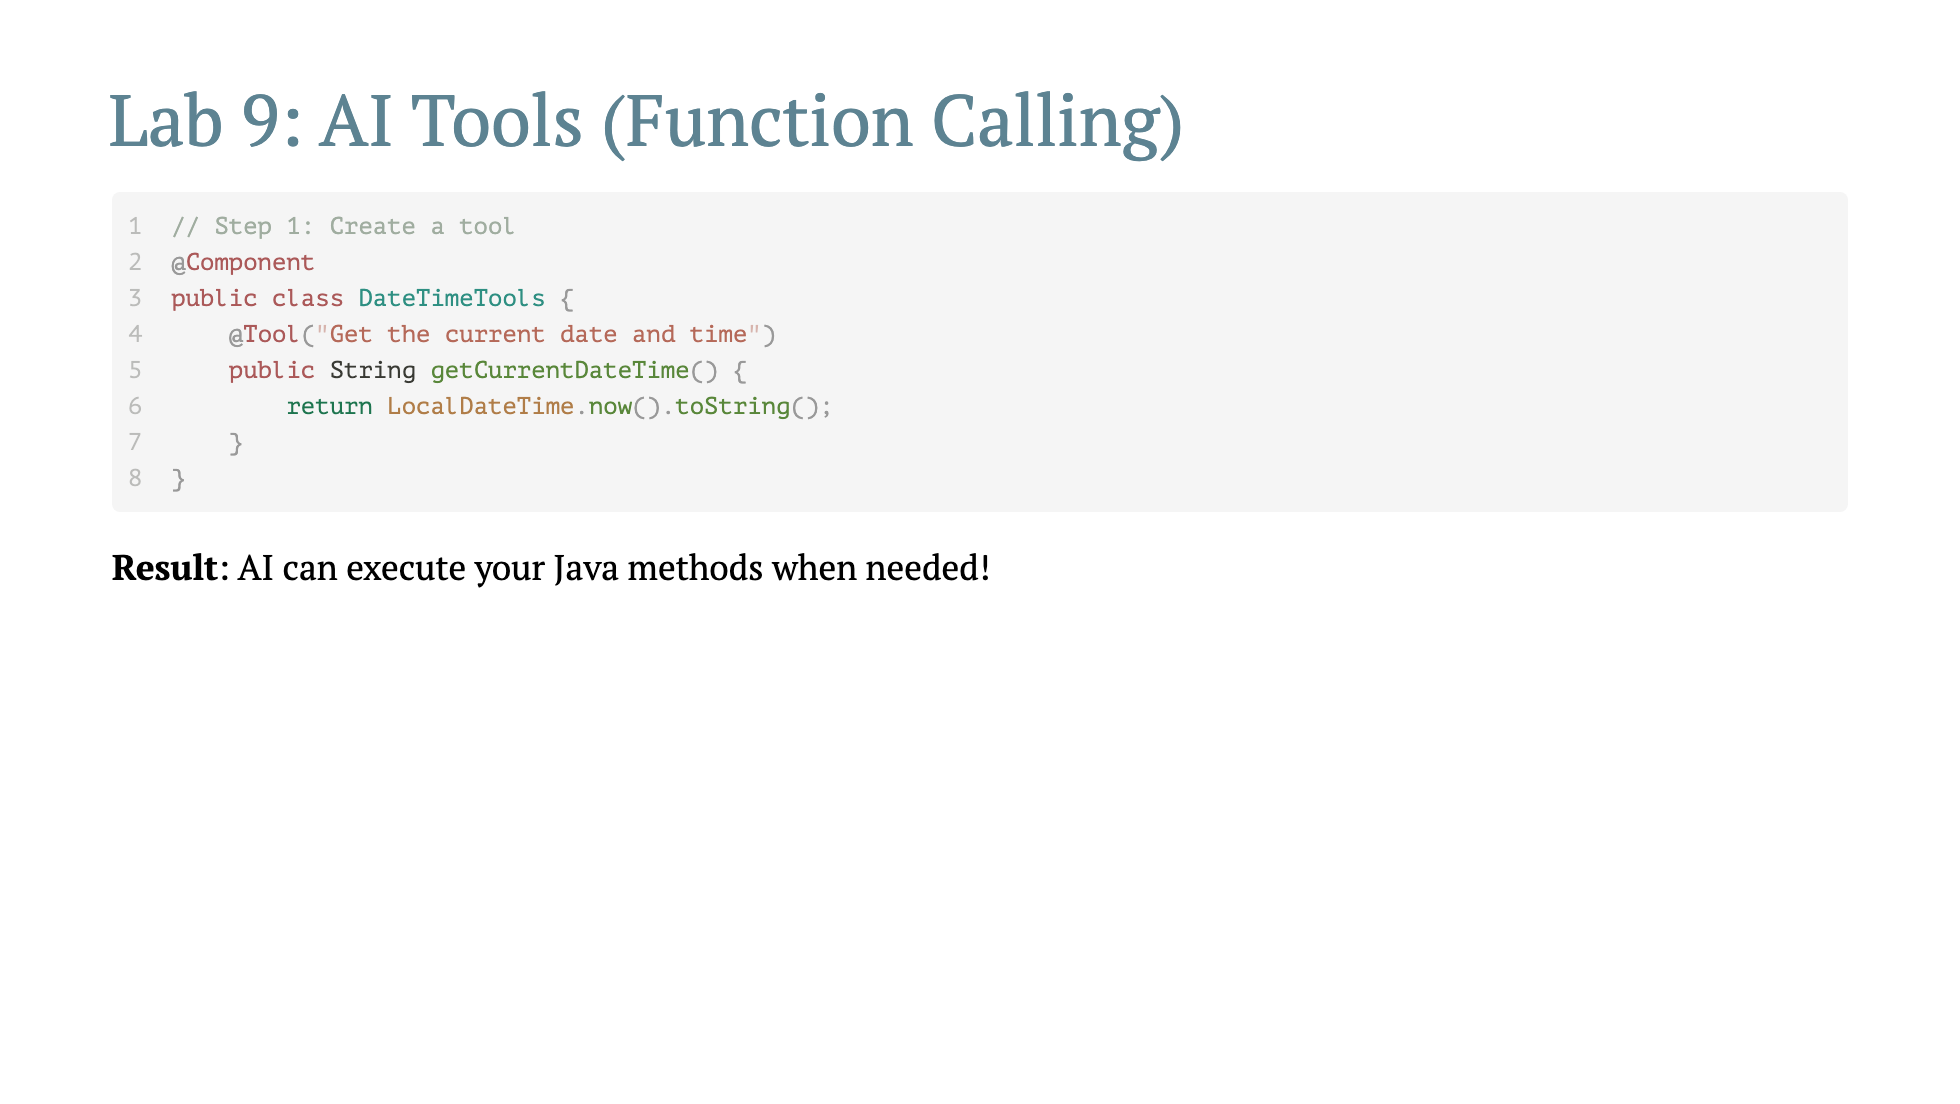 Lab 9: AI Tools (Function Calling)
1 // Step 1: Create a tool
2 @Component
3 public class DateTimeTools {
4     @Tool("Get the current date and time")
5     public String getCurrentDateTime() {
6         return LocalDateTime.now().toString();
7     }
8 }
Result: AI can execute your Java methods when needed!